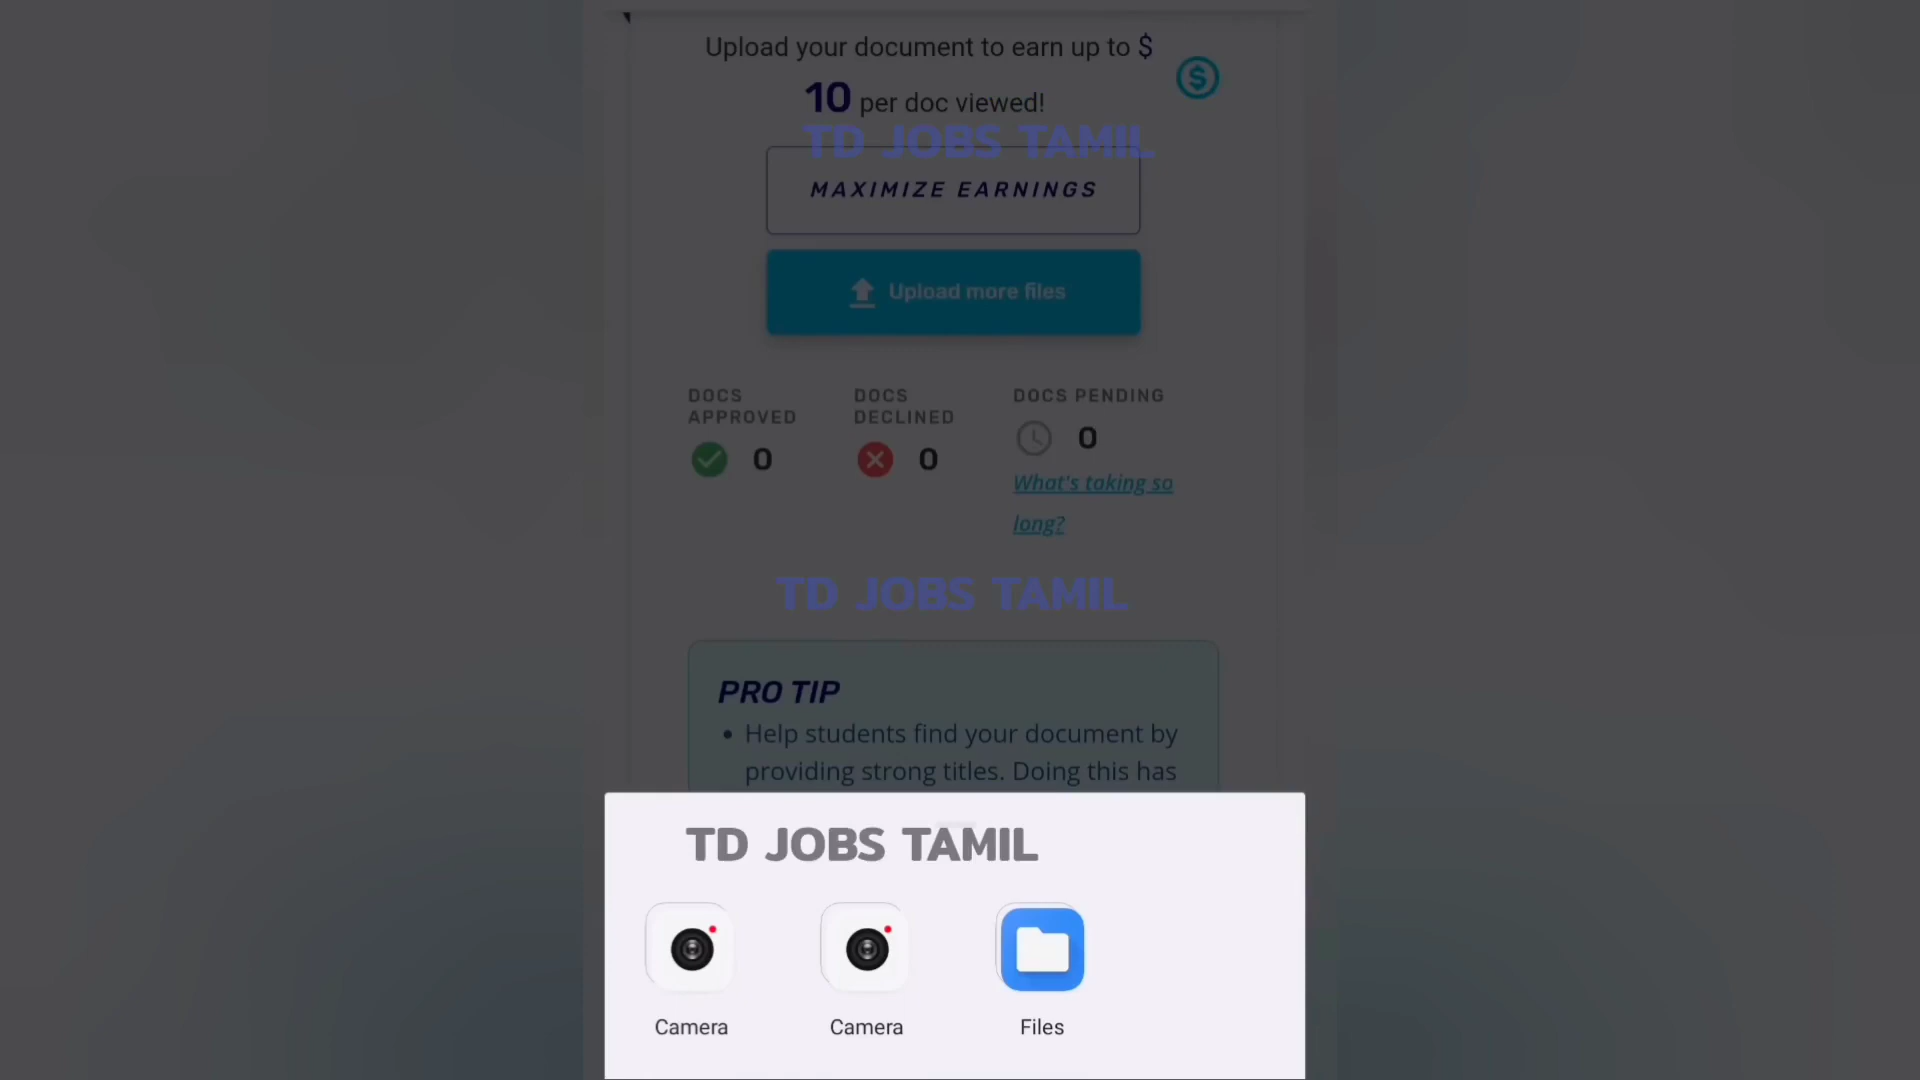 Upload your document to earn up to $
10 per doc viewed!
TD JOBS TAMIL
MAXIMIZE EARNINGS
Upload more files
DOCS APPROVED
0
DOCS DECLINED
0
DOCS PENDING
0
What's taking so
long?
TD JOBS TAMIL
PRO TIP
• Help students find your document by
providing strong titles. Doing this has
TD JOBS TAMIL
Camera
Camera
Files